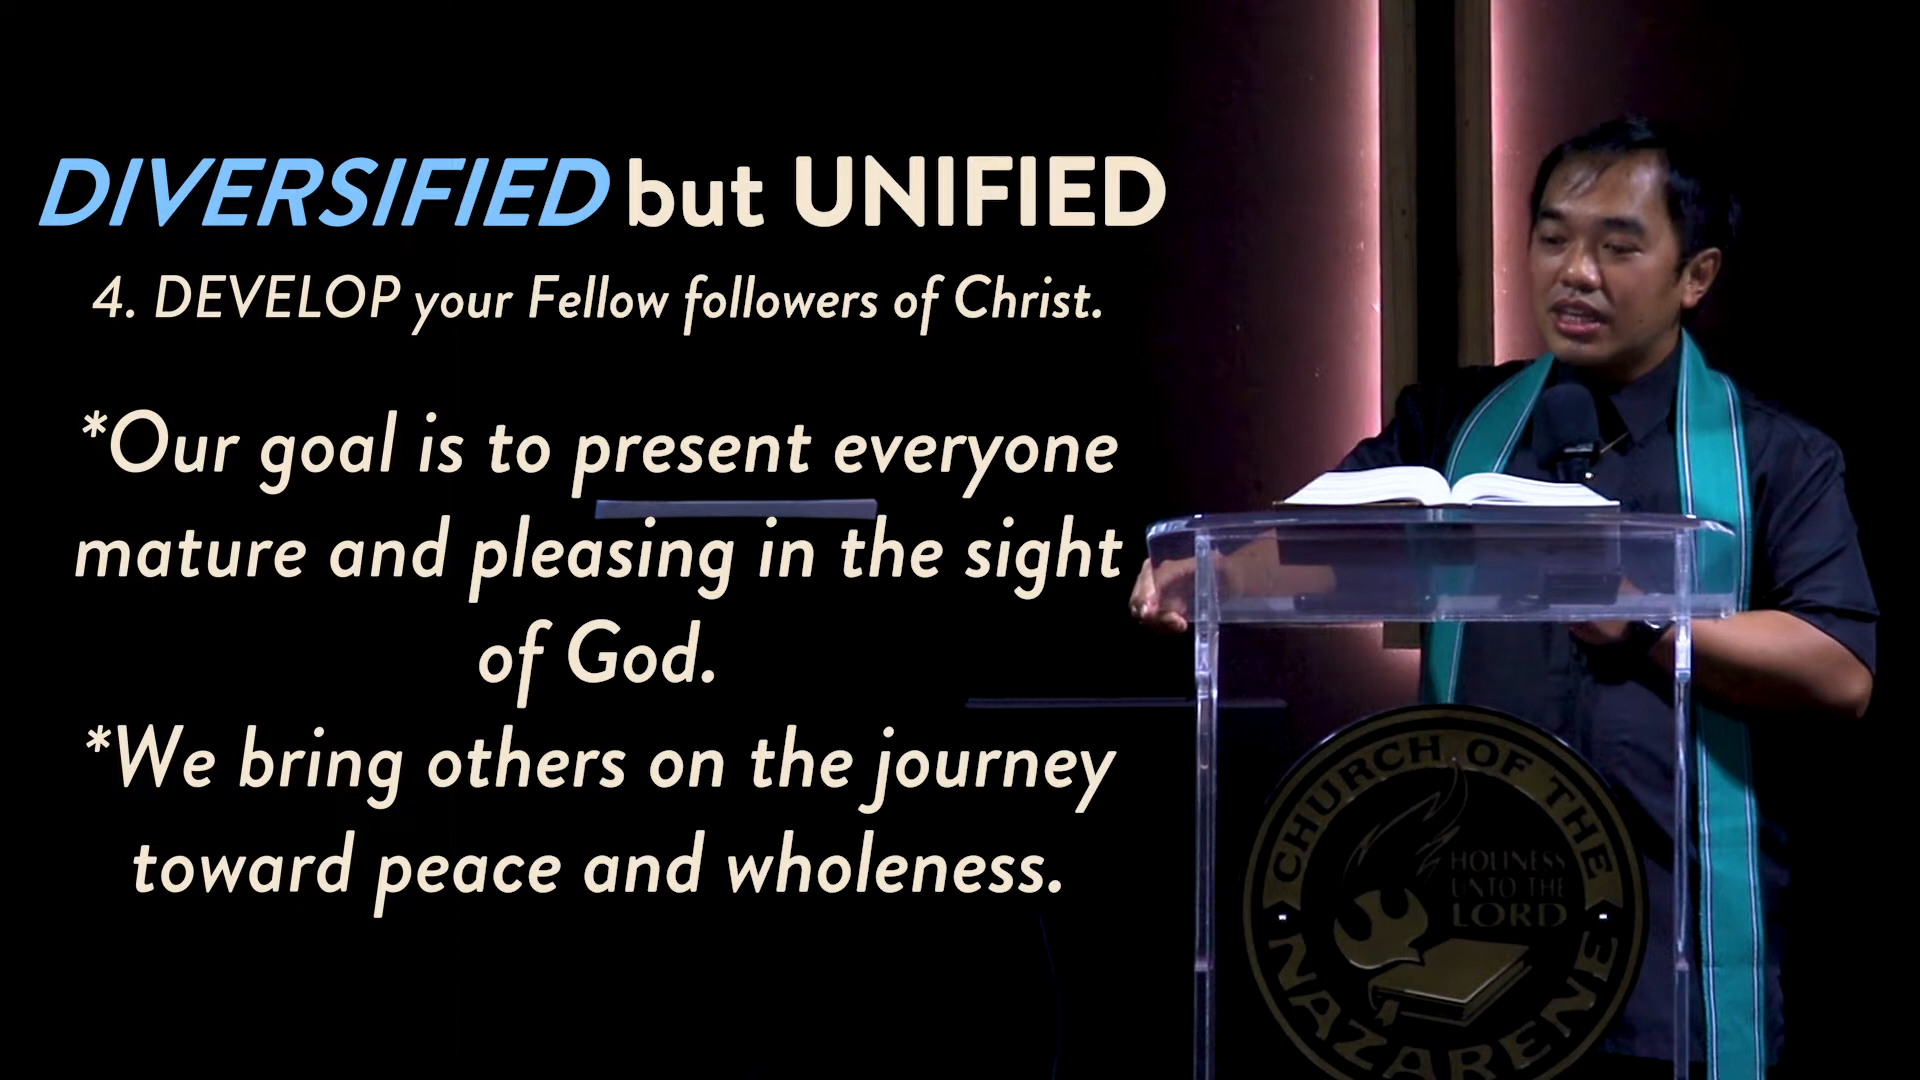 DIVERSIFIED but UNIFIED
4. DEVELOP your Fellow followers of Christ.
*Our goal is to present everyone
mature and pleasing in the sight
of God.
*We bring others on the journey
toward peace and wholeness.
CHURCH OF THE
HOLINESS
UNTO THE
LORD
NAZARENE